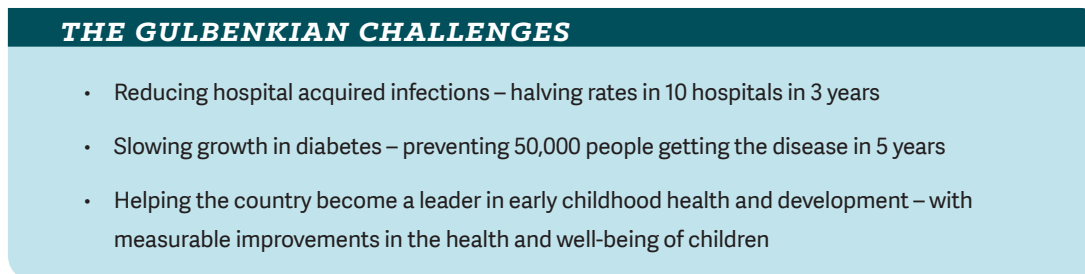 THE GULBENKIAN CHALLENGES
• Reducing hospital acquired infections – halving rates in 10 hospitals in 3 years
• Slowing growth in diabetes – preventing 50,000 people getting the disease in 5 years
• Helping the country become a leader in early childhood health and development – with
measurable improvements in the health and well-being of children